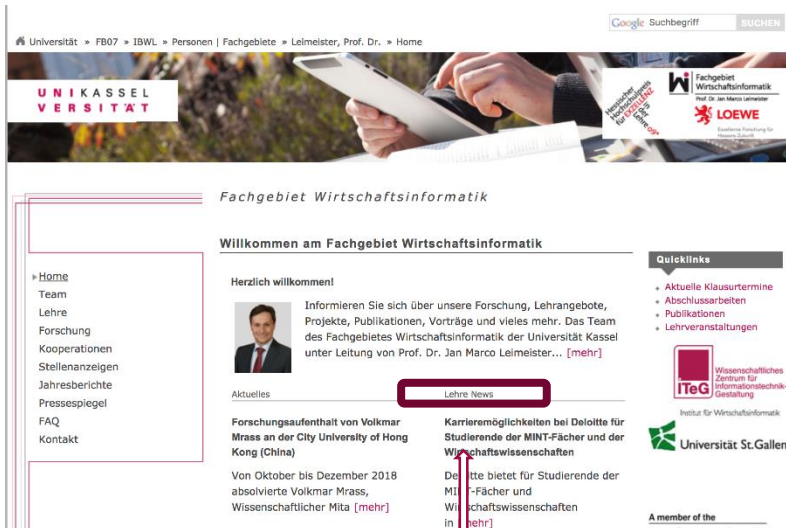 Google Suchbegriff SUCHEN
Universität » FB07 » IBWL » Personen | Fachgebiete » Leimeister, Prof. Dr. » Home
UNIKASSEL
VERSITÄT
Hessischer
Hochschulpreis
für EXZELLENZ
in der
Lehre
Fachgebiet
Wirtschaftsinformatik
Prof. Dr. Jan Marco Leimeister
LOEWE
Exzellente Forschung für
Hessens Zukunft
Fachgebiet Wirtschaftsinformatik
Willkommen am Fachgebiet Wirtschaftsinformatik
Home
Team
Lehre
Forschung
Kooperationen
Stellenanzeigen
Jahresberichte
Pressespiegel
FAQ
Kontakt
Herzlich willkommen!
Informieren Sie sich über unsere Forschung, Lehrangebote,
Projekte, Publikationen, Vorträge und vieles mehr. Das Team
des Fachgebietes Wirtschaftsinformatik der Universität Kassel
unter Leitung von Prof. Dr. Jan Marco Leimeister... [mehr]
Aktuelles
Forschungsaufenthalt von Volkmar
Mrass an der City University of Hong
Kong (China)
Von Oktober bis Dezember 2018
absolvierte Volkmar Mrass,
Wissenschaftlicher Mita [mehr]
Lehre News
Karrieremöglichkeiten bei Deloitte für
Studierende der MINT-Fächer und der
Wirtschaftswissenschaften
Deloitte bietet für Studierende der
MINT-Fächer und
Wirtschaftswissenschaften
in [mehr]
Quicklinks
Aktuelle Klausurtermine
Abschlussarbeiten
Publikationen
Lehrveranstaltungen
ITeG
Wissenschaftliches
Zentrum für
Informationstechnik-
Gestaltung
Institut für Wirtschaftsinformatik
Universität St.Gallen
A member of the